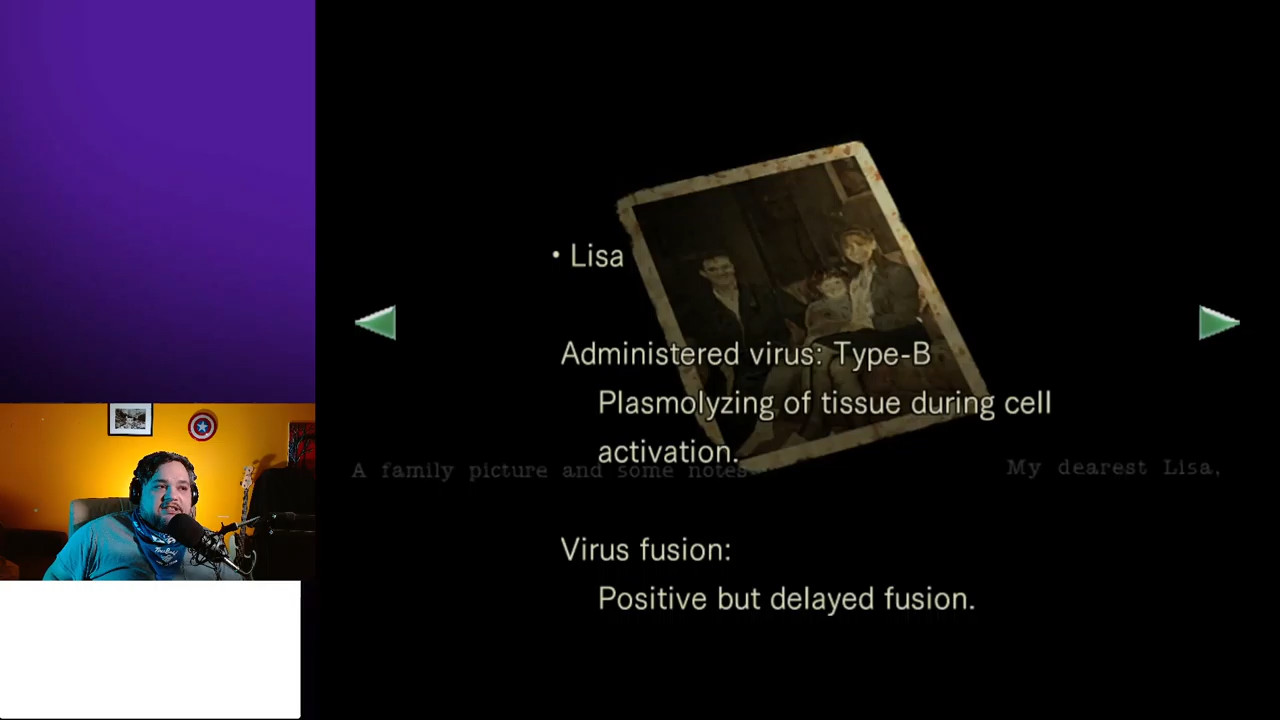 • Lisa
Administered virus: Type-B
Plasmolyzing of tissue during cell
activation.
A family picture and some notes
My dearest Lisa,
Virus fusion:
Positive but delayed fusion.